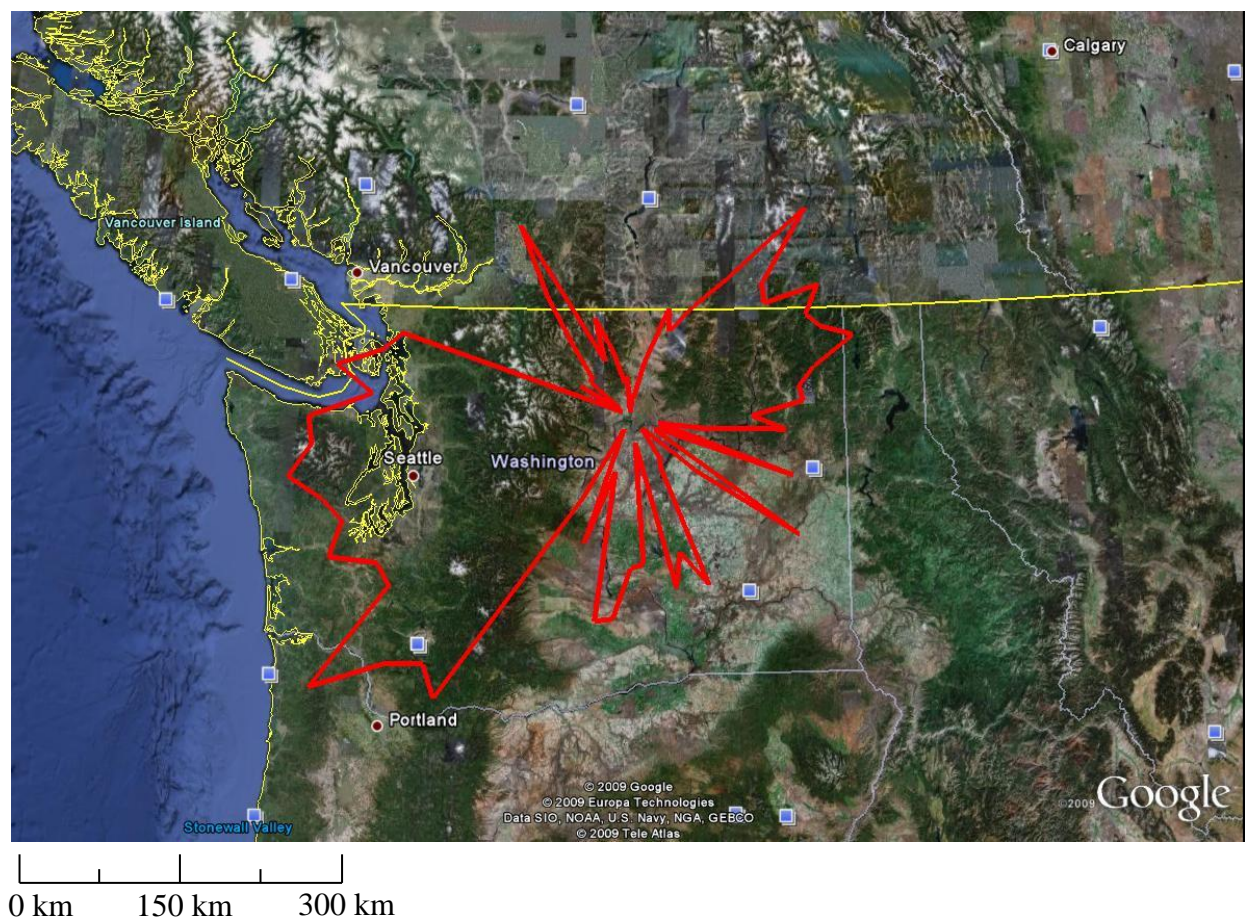 Calgary
Vancouver Island
Vancouver
Seattle
Washington
Portland
© 2009 Google
© 2009 Europa Technologies
Data SIO, NOAA, U.S. Navy, NGA, GEBCO
© 2009 Tele Atlas
©2009 Google
Stonewall Valley
0 km 150 km 300 km